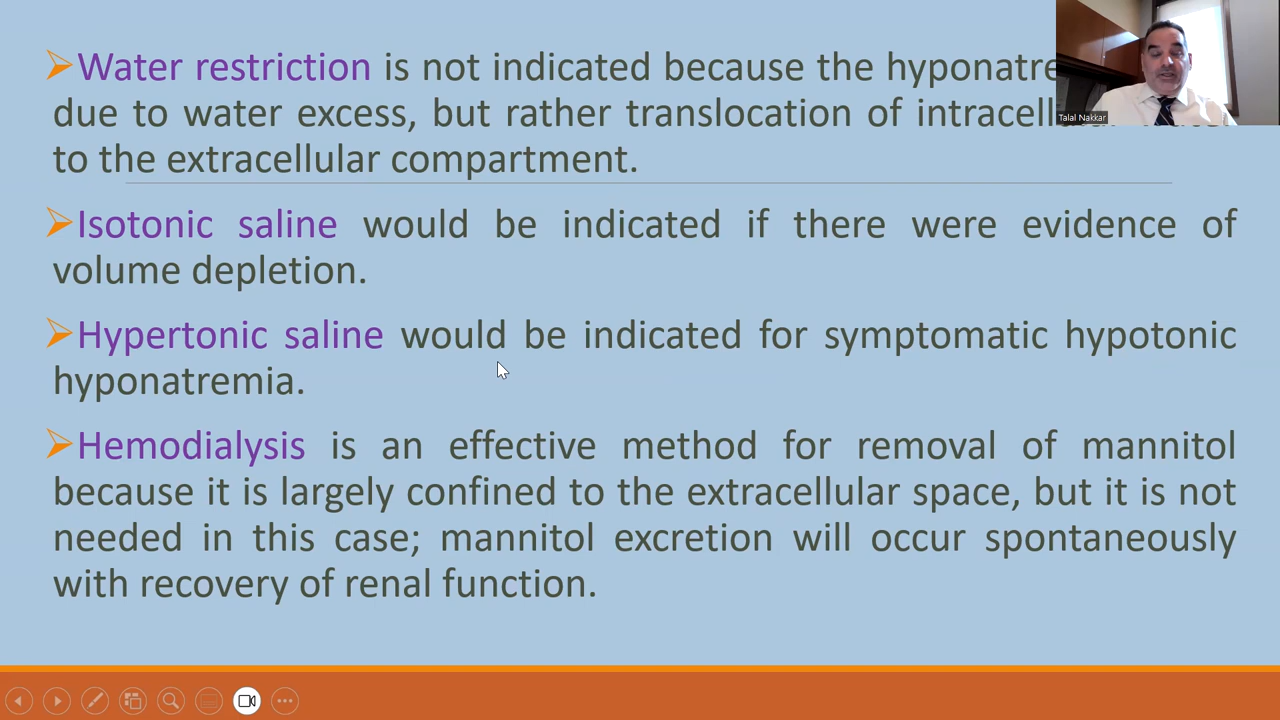 ➢Water restriction is not indicated because the
due to water excess, but rather translocation of
to the extracellular compartment.
➢Isotonic saline would be indicated if there were evidence of
volume depletion.
➢Hypertonic saline would be indicated for symptomatic hypotonic
hyponatremia.
➢Hemodialysis is an effective method for removal of mannitol
because it is largely confined to the extracellular space, but it is not
needed in this case; mannitol excretion will occur spontaneously
with recovery of renal function.
Talal Nakkar